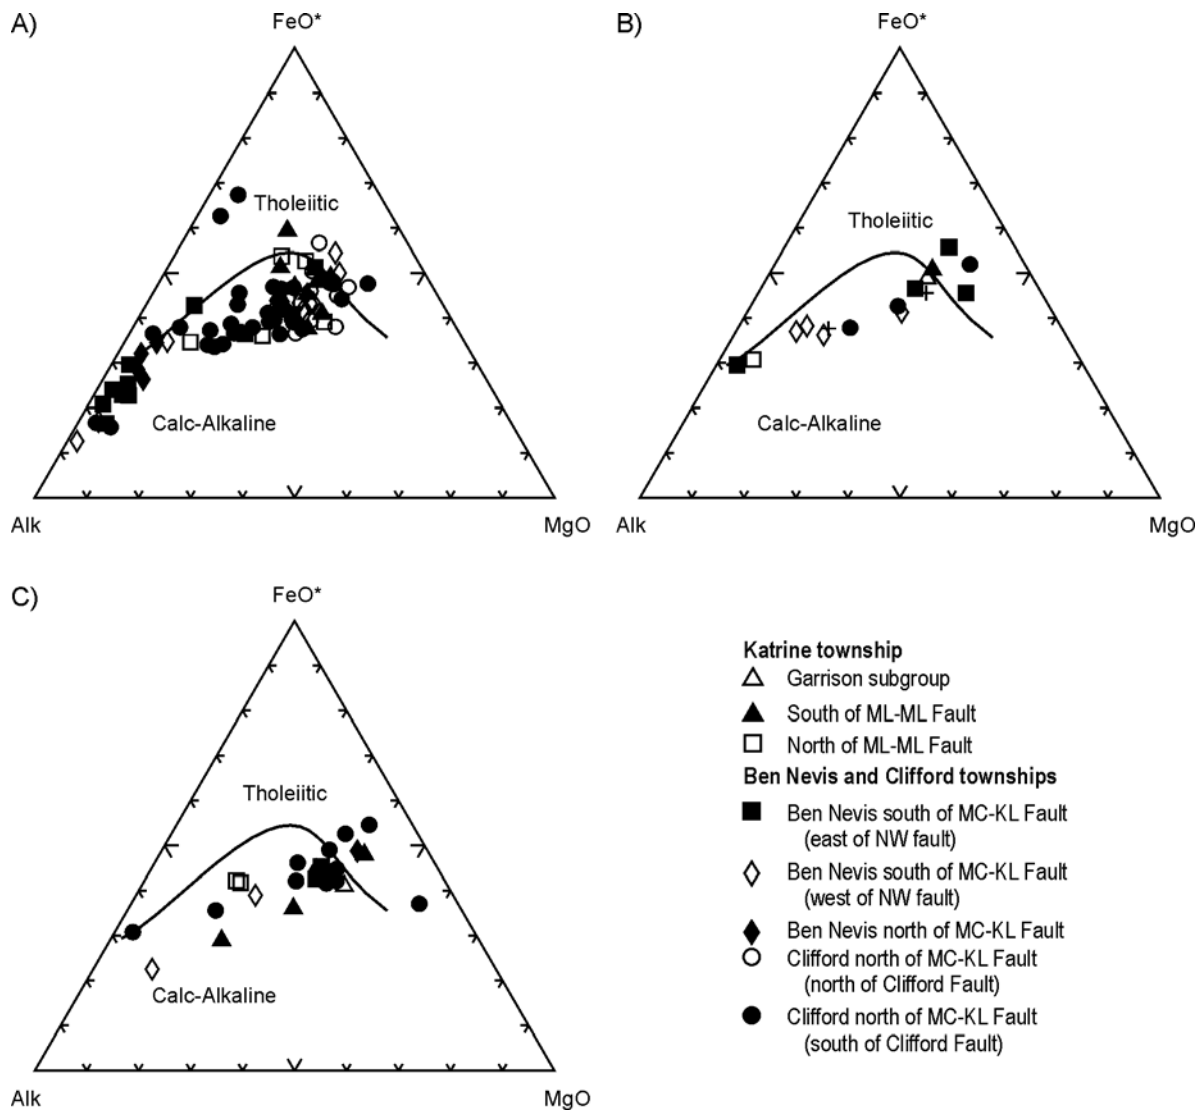 A)
FeO*
Tholeiitic
Calc-Alkaline
Alk
MgO
B)
FeO*
Tholeiitic
Calc-Alkaline
Alk
MgO
C)
FeO*
Tholeiitic
Calc-Alkaline
Alk
MgO
Katrine township
Garrison subgroup
South of ML-ML Fault
North of ML-ML Fault
Ben Nevis and Clifford townships
Ben Nevis south of MC-KL Fault
(east of NW fault)
Ben Nevis south of MC-KL Fault
(west of NW fault)
Ben Nevis north of MC-KL Fault
Clifford north of MC-KL Fault
(north of Clifford Fault)
Clifford north of MC-KL Fault
(south of Clifford Fault)